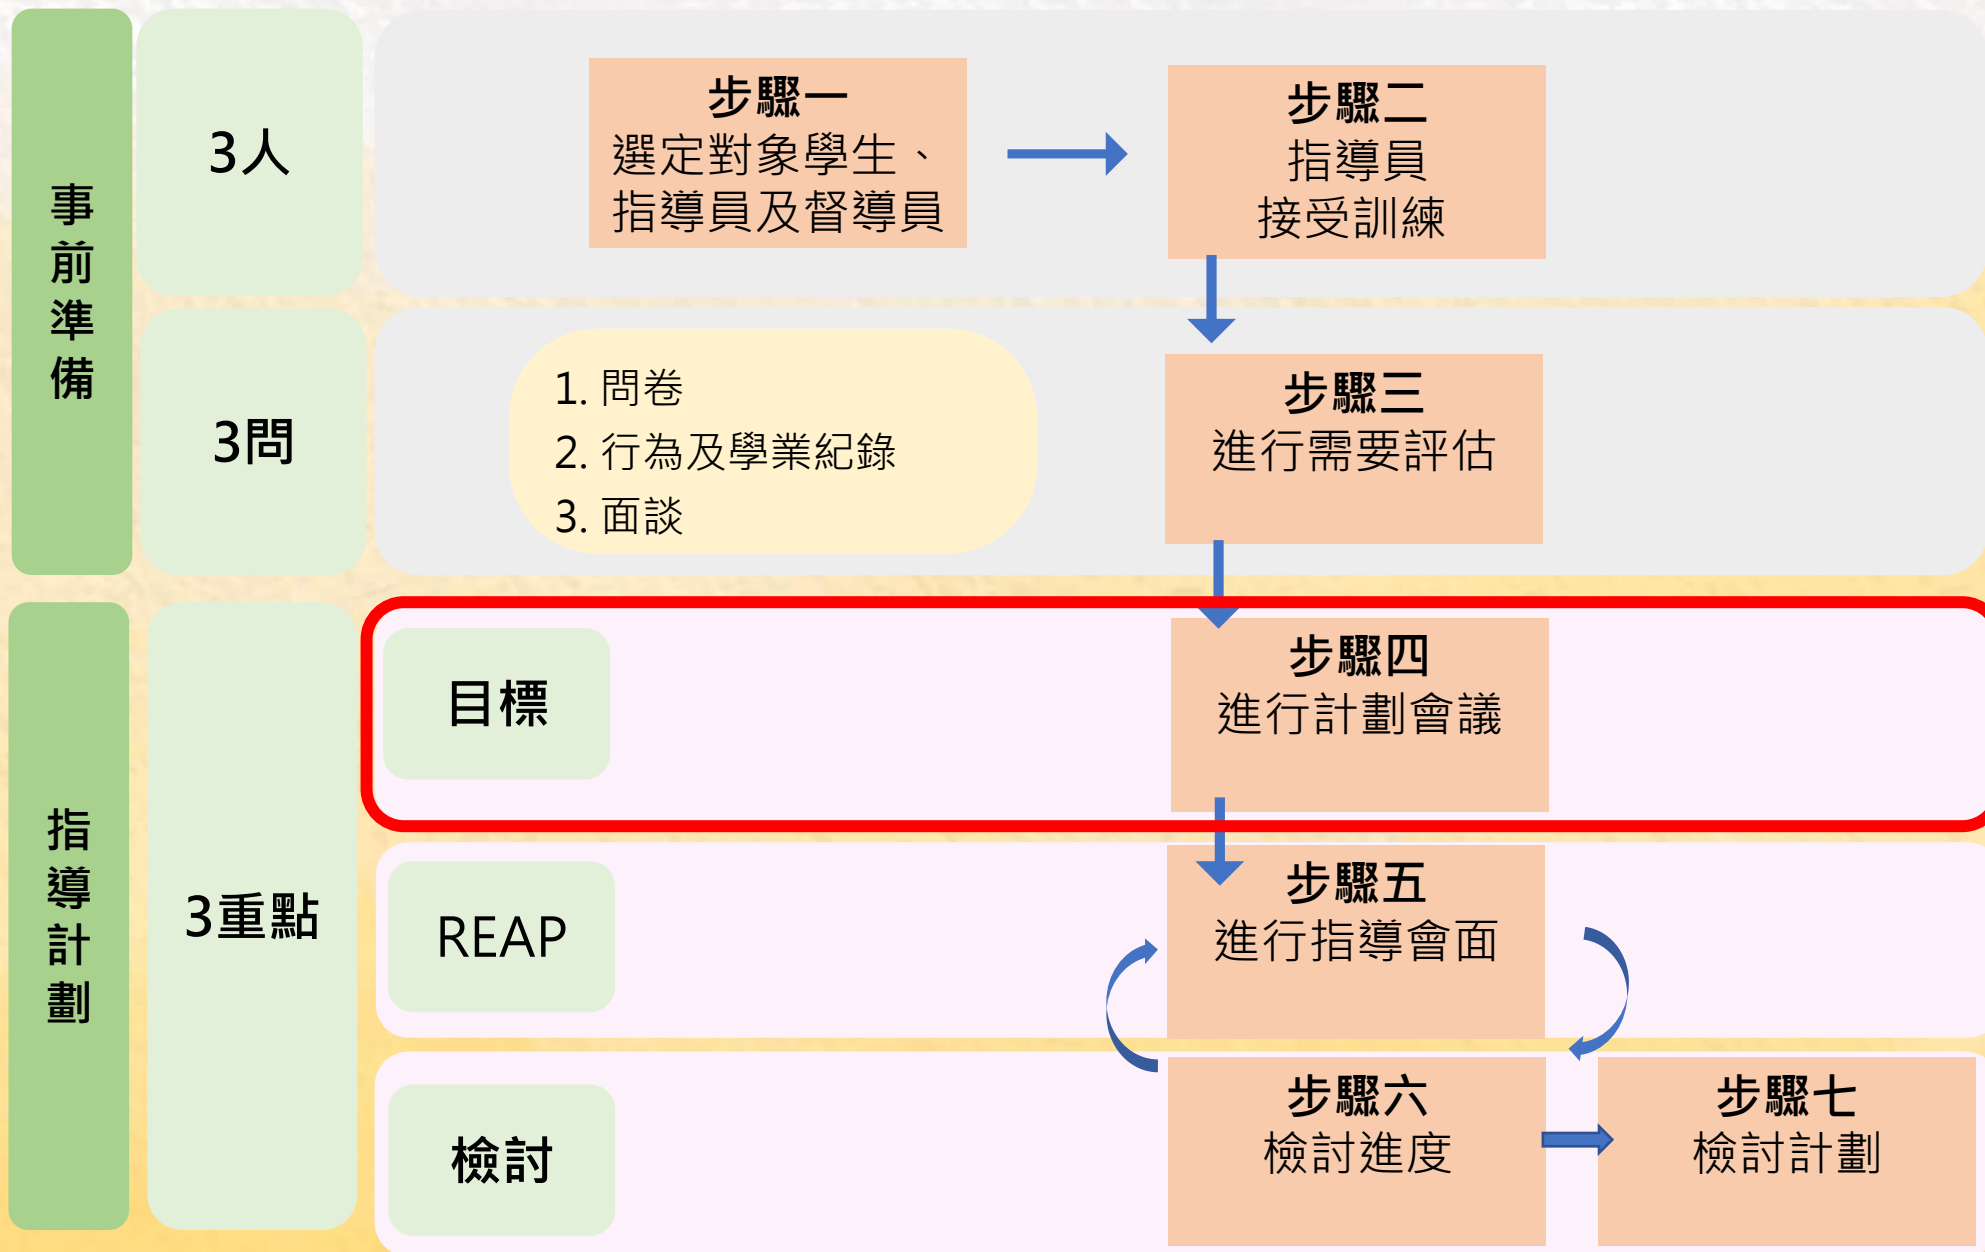 事前準備
3人
步驟一
選定對象學生、
指導員及督導員
步驟二
指導員
接受訓練
3問
1. 問卷
2. 行為及學業紀錄
3. 面談
步驟三
進行需要評估
指導計劃
3重點
目標
步驟四
進行計劃會議
REAP
步驟五
進行指導會面
檢討
步驟六
檢討進度
步驟七
檢討計劃